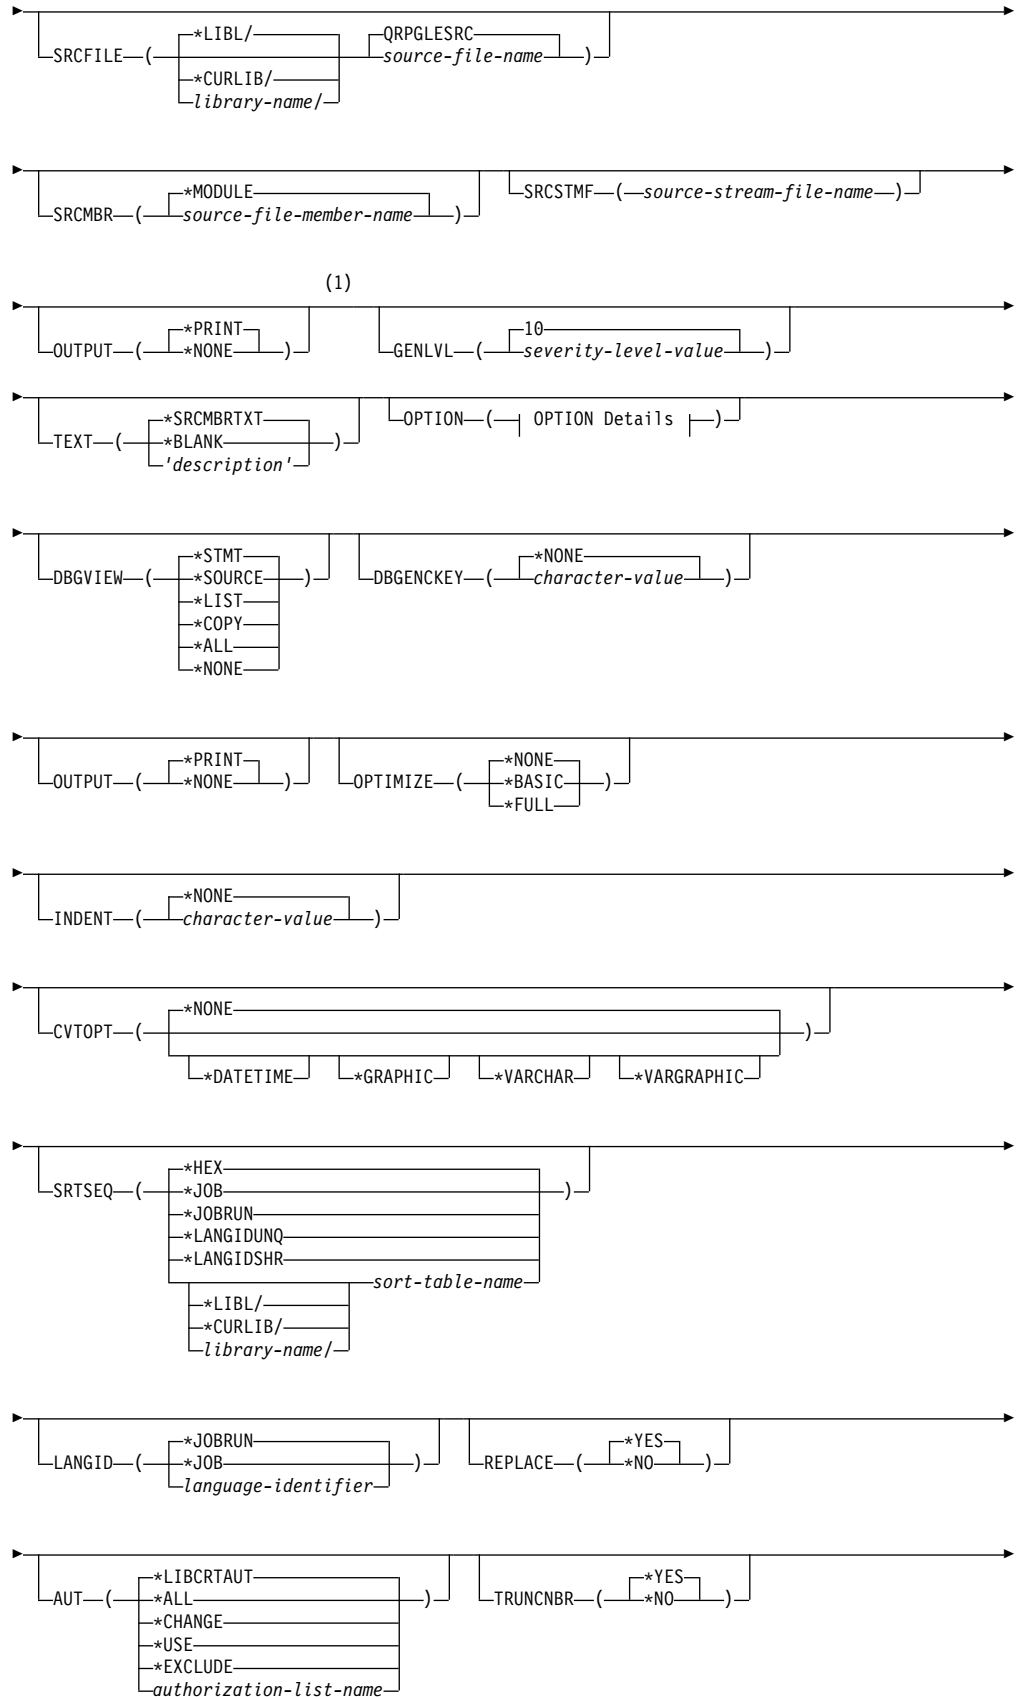 *LIBL/ QRPGLESRC
SRCFILE ( source-file-name )
*CURLIB/
library-name/
*MODULE
SRCMBR ( source-file-member-name ) SRCSTMF ( source-stream-file-name )
(1)
*PRINT 10
OUTPUT ( *NONE ) GENLVL ( severity-level-value )
*SRCMBRTXT OPTION ( OPTION Details )
TEXT ( *BLANK )
'description'
*STMT *NONE
DBGVIEW ( *SOURCE ) DBGENCKEY ( character-value )
*LIST
*COPY
*ALL
*NONE
*PRINT *NONE
OUTPUT ( *NONE ) OPTIMIZE ( *BASIC )
*FULL
*NONE
INDENT ( character-value )
*NONE
CVTOPT ( )
*DATETIME *GRAPHIC *VARCHAR *VARGRAPHIC
*HEX
SRTSEQ ( *JOB )
*JOBRUN
*LANGIDUNQ
*LANGIDSHR
sort-table-name
*LIBL/
*CURLIB/
library-name/
*JOBRUN *YES
LANGID ( *JOB ) REPLACE ( *NO )
language-identifier
*LIBCRTAUT *YES
AUT ( *ALL ) TRUNCNBR ( *NO )
*CHANGE
*USE
*EXCLUDE
authorization-list-name